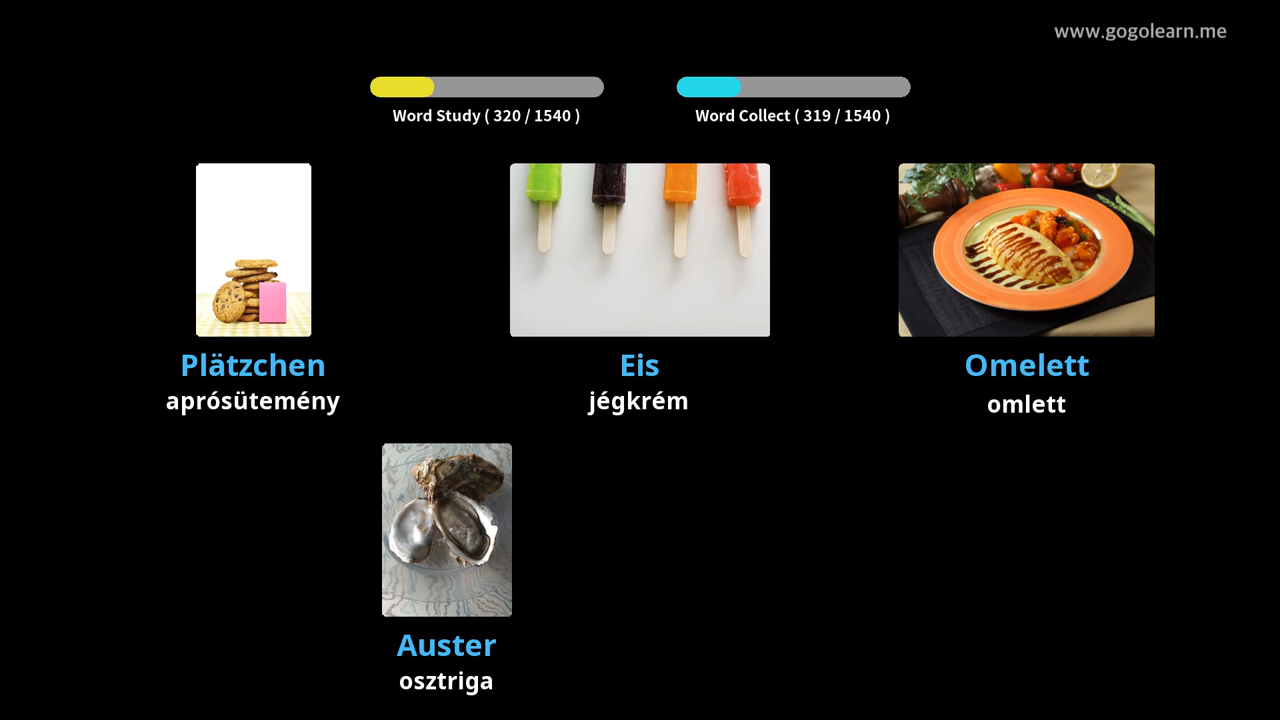 www.gogolearn.me
Word Study ( 320 / 1540 )
Word Collect ( 319 / 1540 )
Plätzchen
aprósütemény
Eis
jégkrém
Omelett
omlett
Auster
osztriga